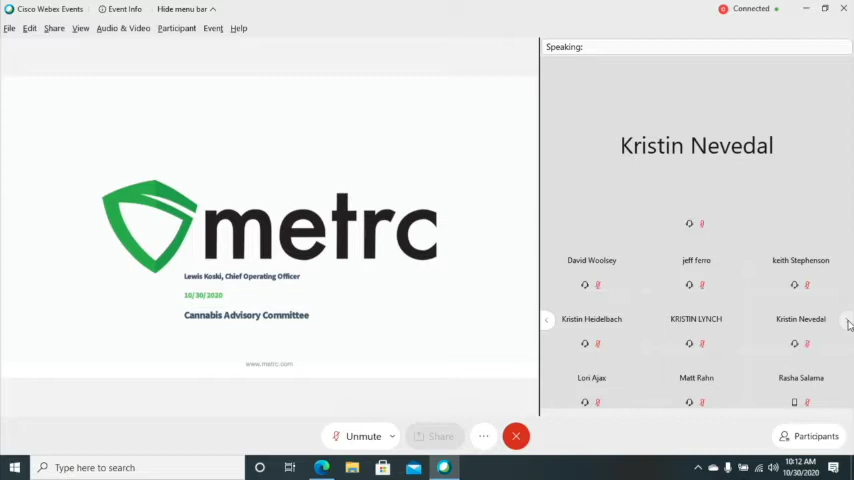 Cisco Webex Events Event Info Hide menu bar Connected
File Edit Share View Audio & Video Participant Event Help
Speaking:
Kristin Nevedal
metrc
Lewis Koski, Chief Operating Officer
10/30/2020
Cannabis Advisory Committee
www.metrc.com
David Woolsey jeff ferro keith Stephenson
Kristin Heidelbach KRISTIN LYNCH Kristin Nevedal
Lori Ajax Matt Rahn Rasha Salama
Unmute Share Participants
Type here to search
10:12 AM
10/30/2020